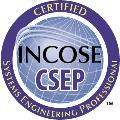 CERTIFIED
INCOSE
CSEP
SYSTEMS ENGINEERING PROFESSIONAL
TM